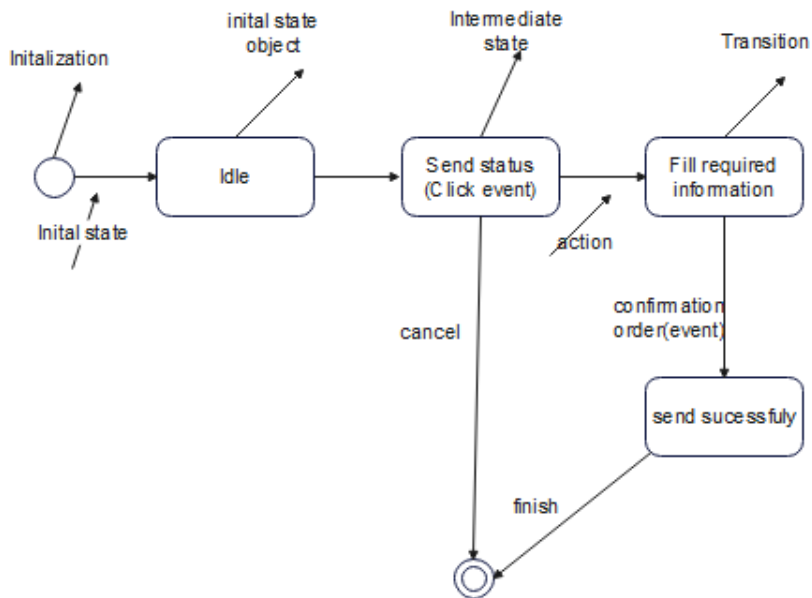 Initalization
inital state
object
Intermediate
state
Transition
Idle
Send status
(Click event)
Fill required
information
Inital state
action
cancel
confirmation
order(event)
send sucessfuly
finish